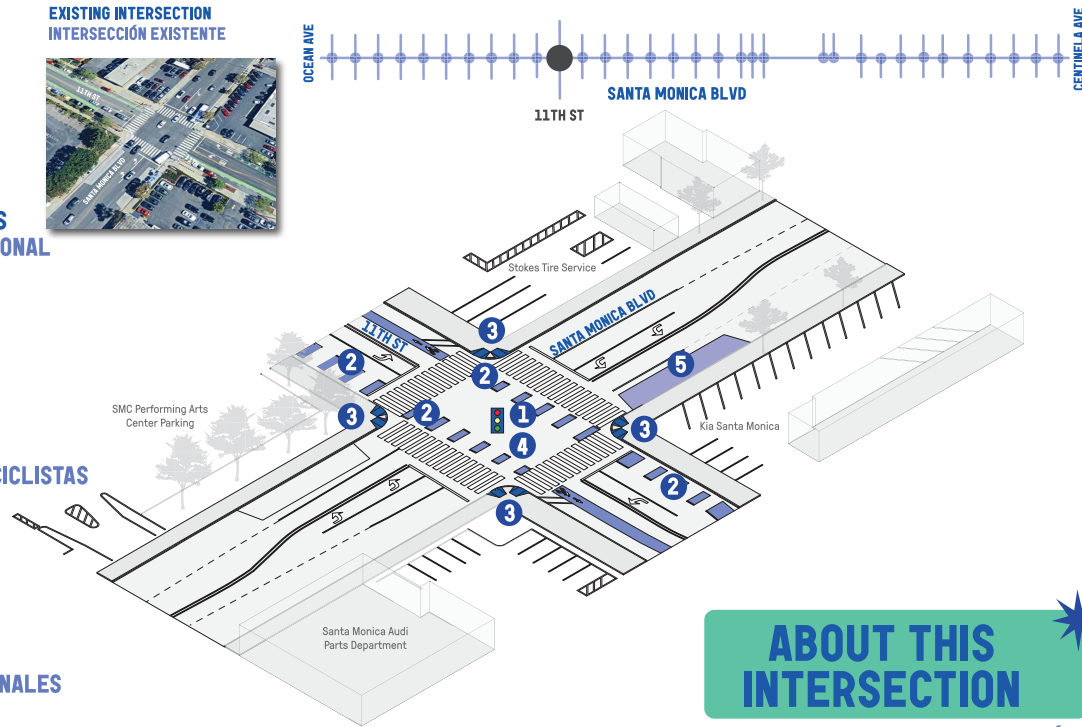 EXISTING INTERSECTION
INTERSECCIÓN EXISTENTE
11TH ST
SANTA MONICA BLVD
OCEAN AVE
CENTINELA AVE
SANTA MONICA BLVD
11TH ST
S
ONAL
CICLISTAS
NALES
Stokes Tire Service
SANTA MONICA BLVD
11TH ST
3
2
5
2
2
1
SMC Performing Arts
Center Parking
3
3
Kia Santa Monica
4
2
3
Santa Monica Audi
Parts Department
ABOUT THIS
INTERSECTION